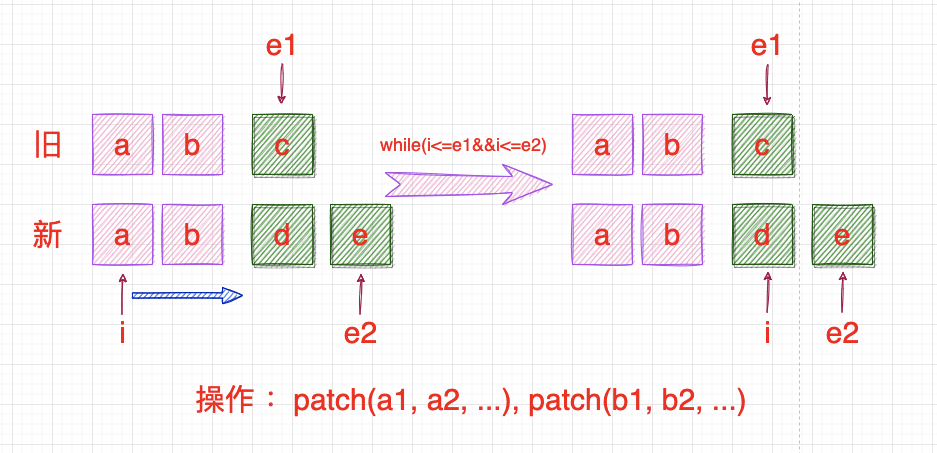 e1 e1
旧 a b c while(i<=e1&&i<=e2) a b c
新 a b d e a b d e
i e2 i e2
操作： patch(a1, a2, ...), patch(b1, b2, ...)